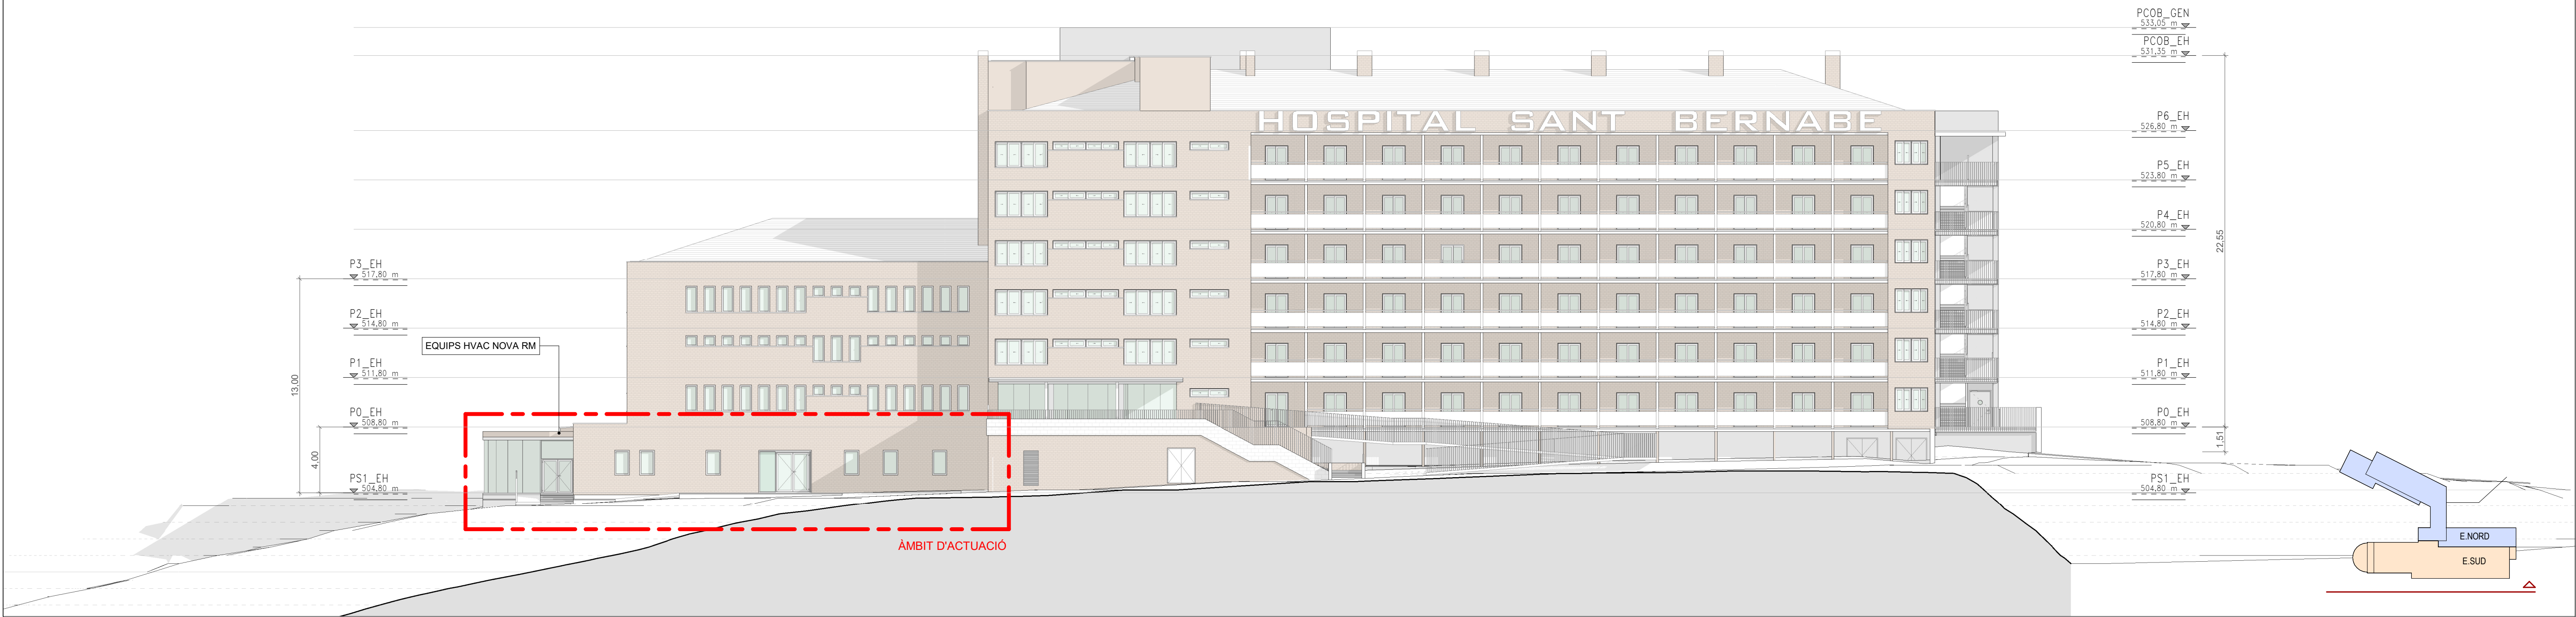 PCOB_GEN
533,05 m
PCOB_EH
531,35 m
HOSPITAL SANT BERNABE
P6_EH
526,80 m
P5_EH
523,80 m
P4_EH
520,80 m
22,55
P3_EH
517,80 m
P3_EH
517,80 m
P2_EH
514,80 m
P2_EH
514,80 m
EQUIPS HVAC NOVA RM
P1_EH
511,80 m
P1_EH
511,80 m
13,00
P0_EH
508,80 m
P0_EH
508,80 m
1,51
4,00
PS1_EH
504,80 m
PS1_EH
504,80 m
ÀMBIT D'ACTUACIÓ
E.NORD
E.SUD